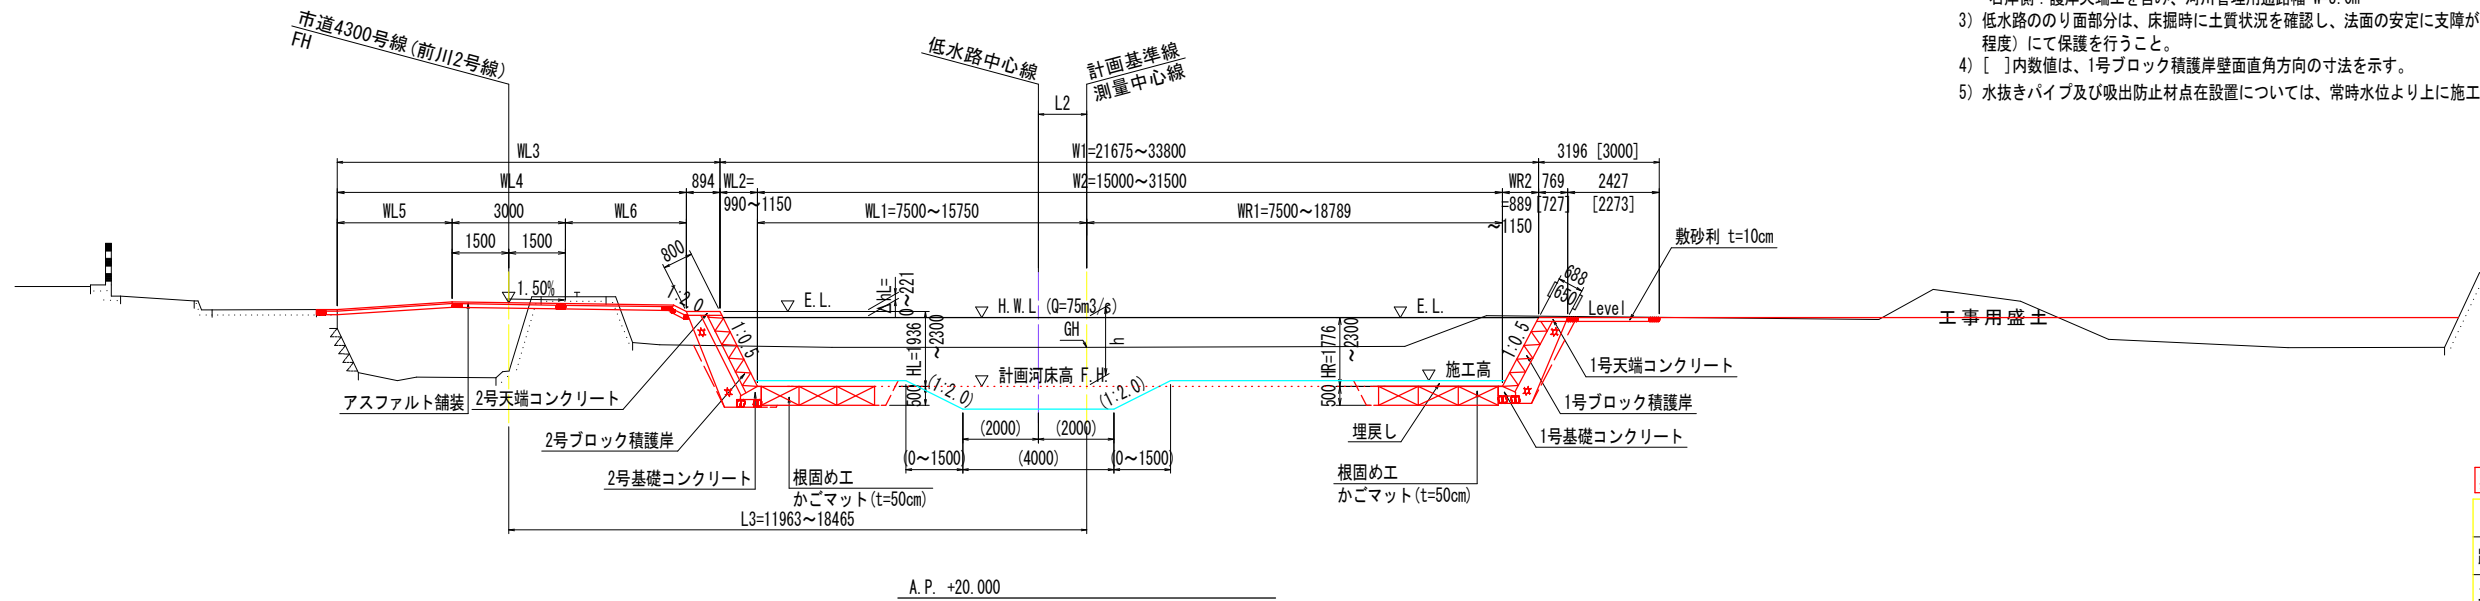 3) 低水路ののり面部分は、床掘時に土質状況を確認し、法面の安定に支障が
程度) にて保護を行うこと。
4) [ ]内数値は、1号ブロック積護岸壁面直角方向の寸法を示す。
5) 水抜きパイプ及び吸出防止材点在設置については、常時水位より上に施工
市道4300号線(前川2号線)
FH
低水路中心線
計画基準線
測量中心線
L2
WL3
W1=21675~33800
3196 [3000]
WL4
894
WL2=
990~1150
W2=15000~31500
WR2
=889
~1150
769
[727]
2427
[2273]
WL5
3000
WL6
WL1=7500~15750
WR1=7500~18789
1500
1500
800
敷砂利 t=10cm
1.50%
1:2.0
E.L.
ΔhL=
0~221
H.W.L (Q=75m3/s)
E.L.
688
[650]
Level
工事用盛土
1:0.5
HL=1936
~2300
GH
h
HR=1776
~2300
1:0.5
計画河床高 F.H
施工高
1号天端コンクリート
アスファルト舗装
2号天端コンクリート
500
(1:2.0)
(1:2.0)
500
1号ブロック積護岸
2号ブロック積護岸
(2000)
(2000)
埋戻し
1号基礎コンクリート
(0~1500)
(4000)
(0~1500)
2号基礎コンクリート
根固め工
かごマット(t=50cm)
根固め工
かごマット(t=50cm)
L3=11963~18465
A.P. +20.000